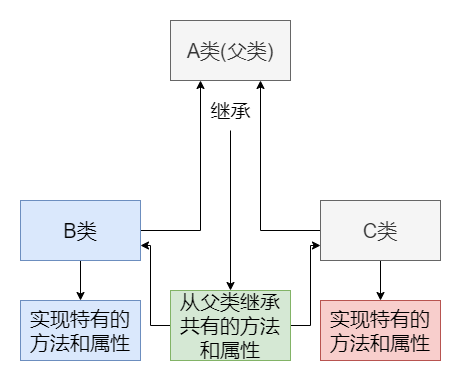 A类(父类)
继承
B类
C类
实现特有的
方法和属性
从父类继承
共有的方法
和属性
实现特有的
方法和属性